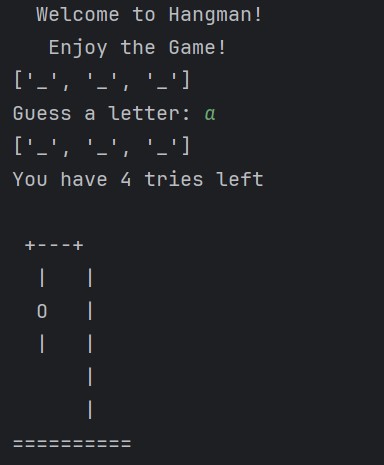 Welcome to Hangman!
   Enjoy the Game!
['_', '_', '_']
Guess a letter: a
['_', '_', '_']
You have 4 tries left

 +---+
  |   |
  O   |
  |   |
      |
      |
==========